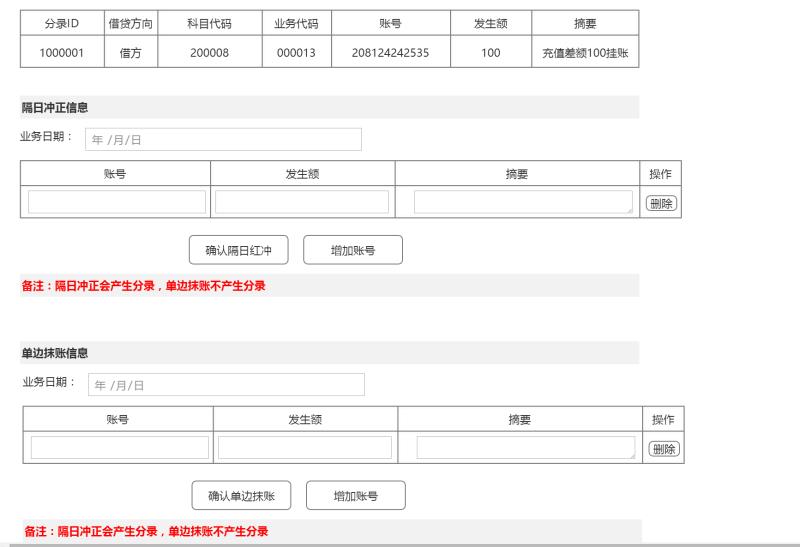 分录ID 借贷方向 科目代码 业务代码 账号 发生额 摘要
1000001 借方 200008 000013 208124242535 100 充值差额100挂账
隔日冲正信息
业务日期： 年 /月/日
账号 发生额 摘要 操作
删除
确认隔日红冲 增加账号
备注：隔日冲正会产生分录，单边抹账不产生分录
单边抹账信息
业务日期： 年 /月/日
账号 发生额 摘要 操作
删除
确认单边抹账 增加账号
备注：隔日冲正会产生分录，单边抹账不产生分录